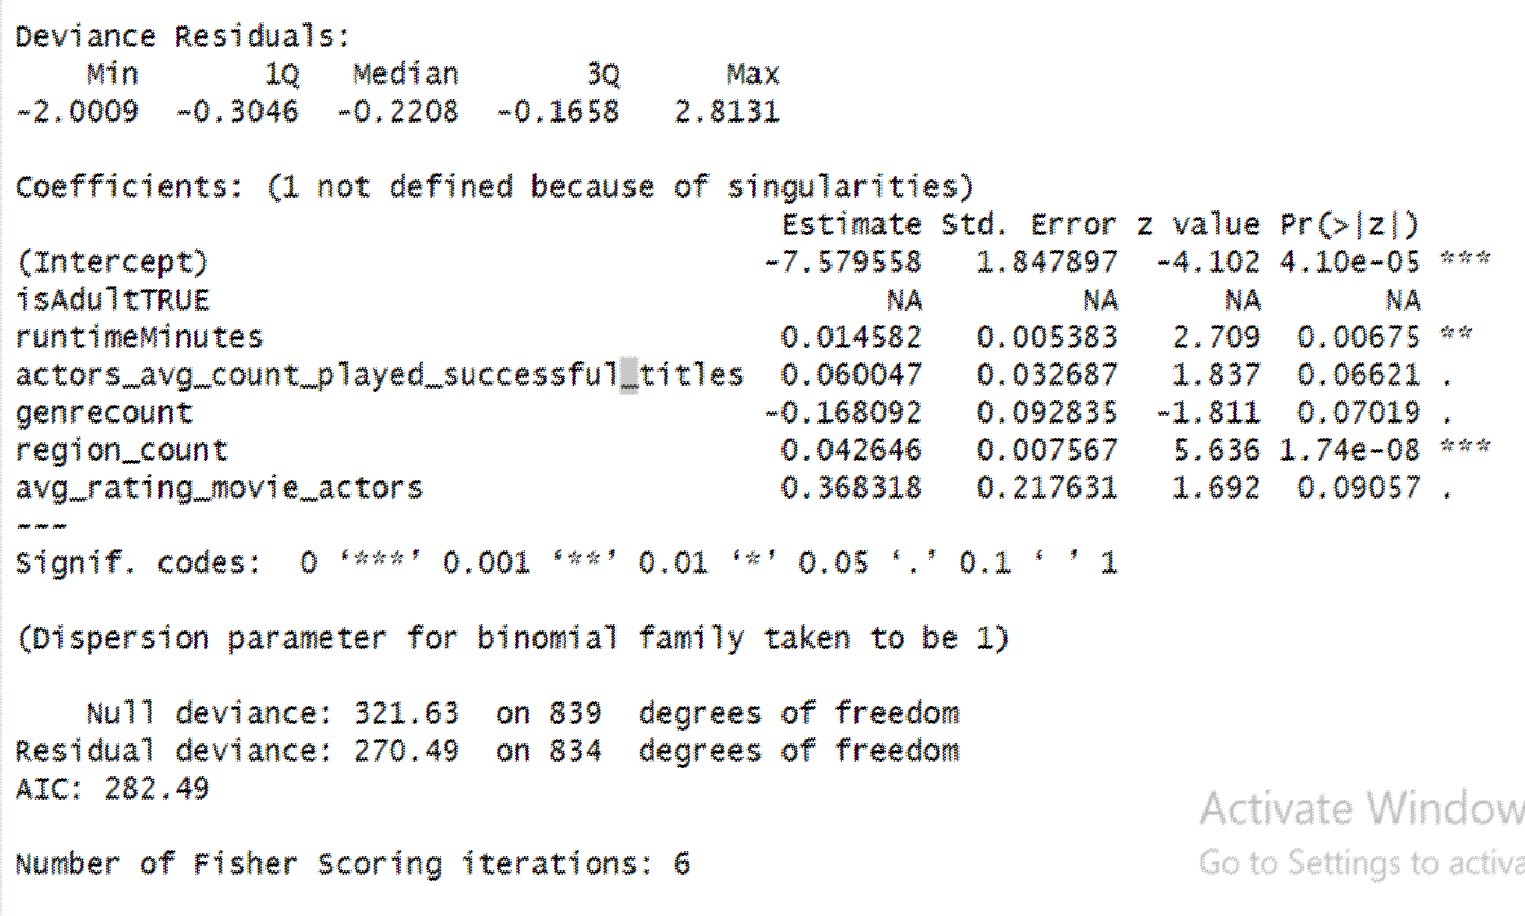 Deviance Residuals:
    Min       1Q   Median       3Q      Max
-2.0009  -0.3046  -0.2208  -0.1658   2.8131

Coefficients: (1 not defined because of singularities)
                                          Estimate Std. Error z value Pr(>|z|)
(Intercept)                              -7.579558   1.847897  -4.102 4.10e-05 ***
isAdultTRUE                                     NA         NA      NA       NA
runtimeMinutes                            0.014582   0.005383   2.709  0.00675 **
actors_avg_count_played_successful_titles  0.060047   0.032687   1.837  0.06621 .
genrecount                               -0.168092   0.092835  -1.811  0.07019 .
region_count                              0.042646   0.007567   5.636 1.74e-08 ***
avg_rating_movie_actors                   0.368318   0.217631   1.692  0.09057 .
---
Signif. codes:  0 ‘***’ 0.001 ‘**’ 0.01 ‘*’ 0.05 ‘.’ 0.1 ‘ ’ 1

(Dispersion parameter for binomial family taken to be 1)

    Null deviance: 321.63  on 839  degrees of freedom
Residual deviance: 270.49  on 834  degrees of freedom
AIC: 282.49
Activate Window
Go to Settings to activa

Number of Fisher Scoring iterations: 6